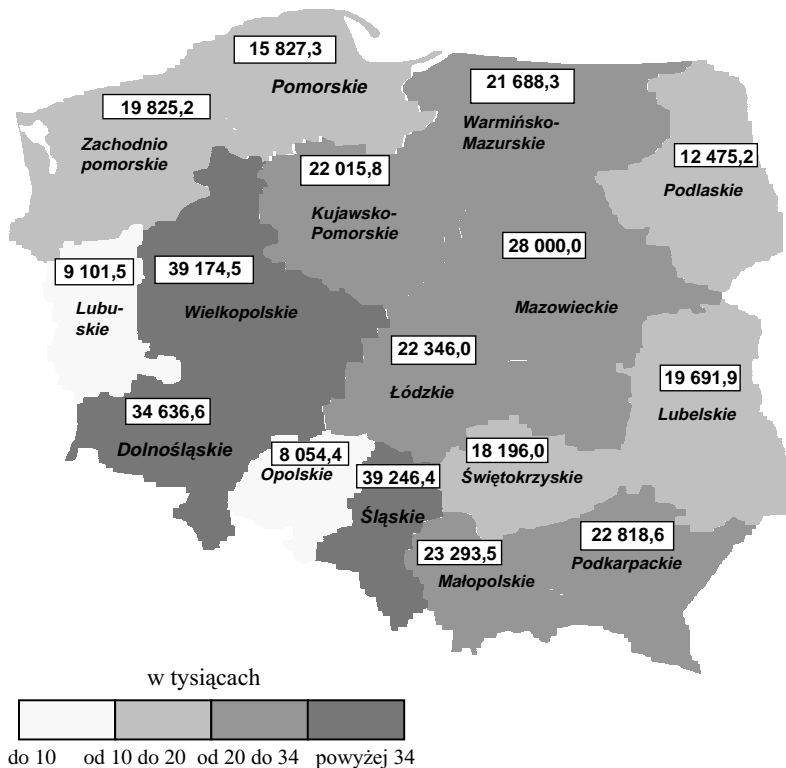 15 827,3
Pomorskie
21 688,3
Warmińsko-
Mazurskie
19 825,2
Zachodnio
pomorskie
12 475,2
Podlaskie
22 015,8
Kujawsko-
Pomorskie
28 000,0
Mazowieckie
9 101,5
Lubu-
skie
39 174,5
Wielkopolskie
22 346,0
Łódzkie
19 691,9
Lubelskie
34 636,6
Dolnośląskie
8 054,4
Opolskie
39 246,4
Śląskie
18 196,0
Świętokrzyskie
23 293,5
Małopolskie
22 818,6
Podkarpackie
w tysiącach
do 10 od 10 do 20 od 20 do 34 powyżej 34